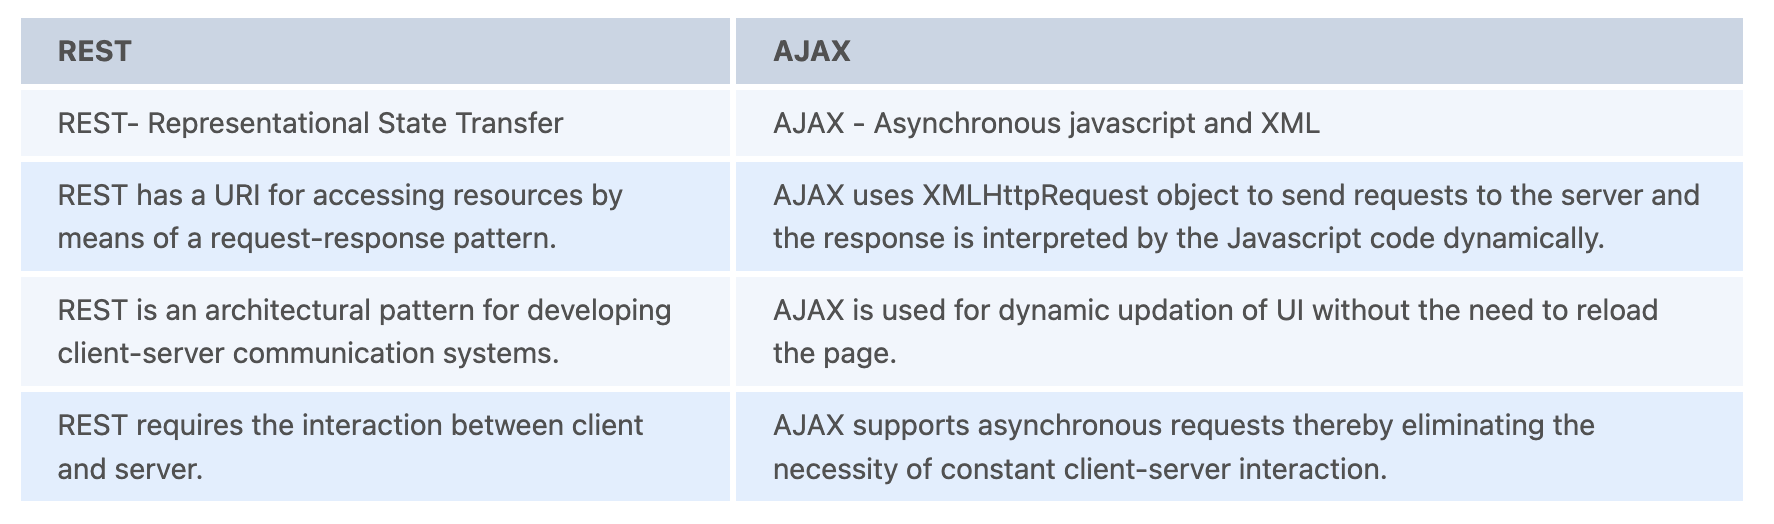 REST
AJAX
REST- Representational State Transfer
AJAX - Asynchronous javascript and XML
REST has a URI for accessing resources by
means of a request-response pattern.
AJAX uses XMLHttpRequest object to send requests to the server and
the response is interpreted by the Javascript code dynamically.
REST is an architectural pattern for developing
client-server communication systems.
AJAX is used for dynamic updation of UI without the need to reload
the page.
REST requires the interaction between client
and server.
AJAX supports asynchronous requests thereby eliminating the
necessity of constant client-server interaction.